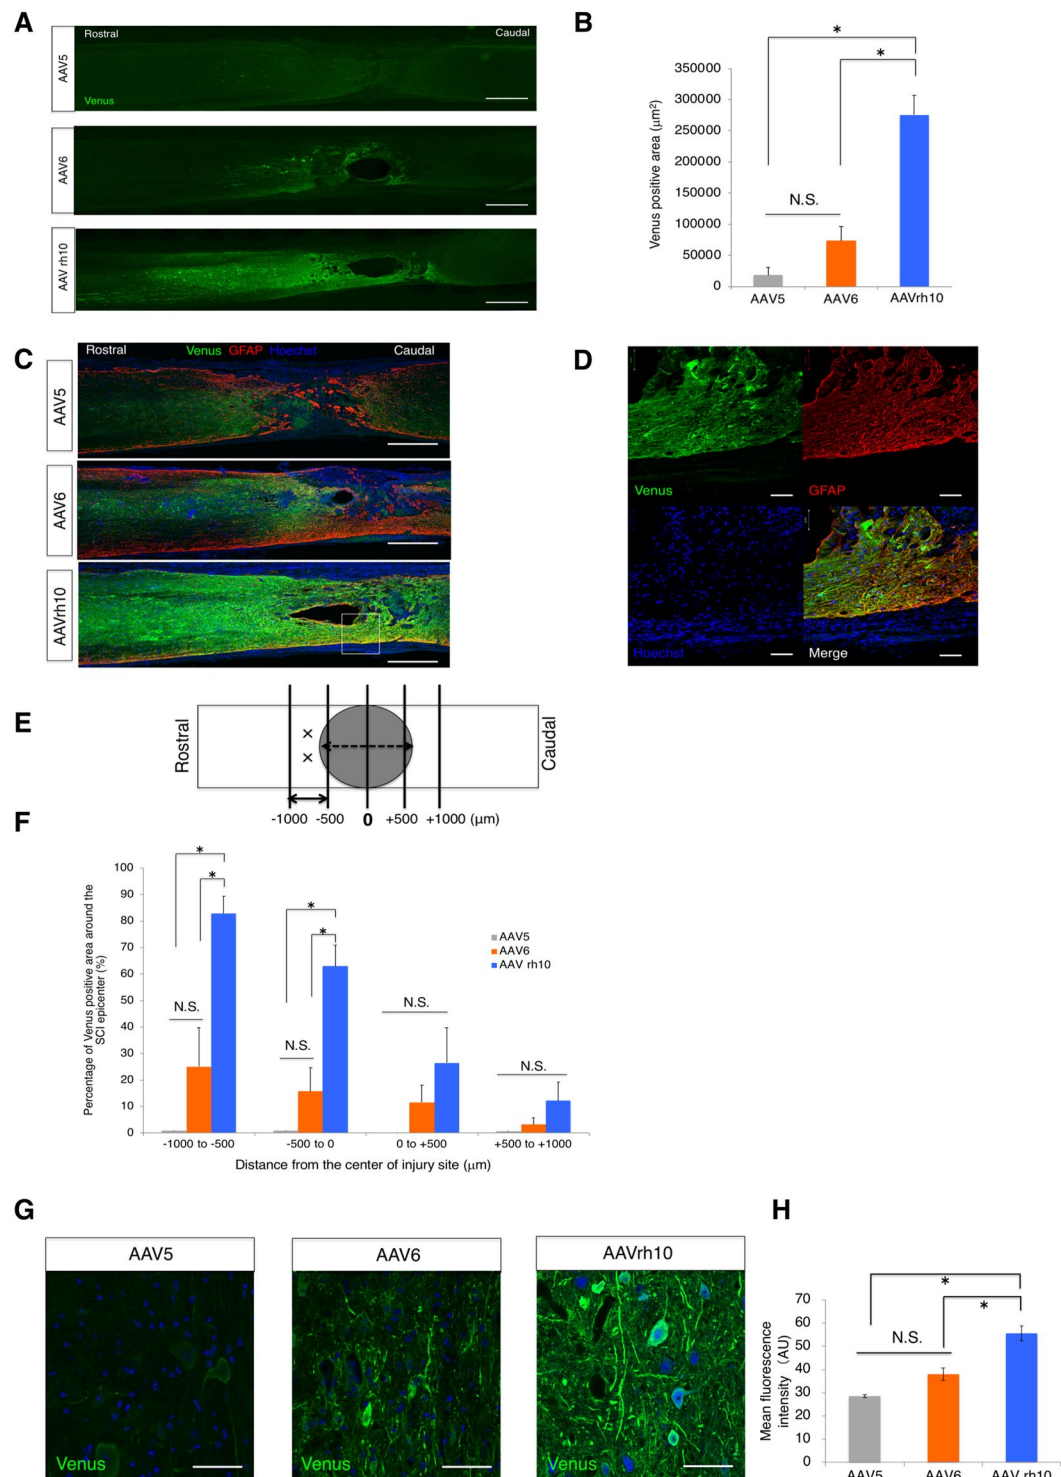 A
AAV5
Rostral
Caudal
Venus
AAV6
AAV rh10
B
*
*
N.S.
Venus positive area (μm²)
350000
300000
250000
200000
150000
100000
50000
0
AAV5 AAV6 AAVrh10
C
Rostral Venus GFAP Hoechst Caudal
AAV5
AAV6
AAVrh10
D
Venus
GFAP
Hoechst
Merge
E
Rostral
Caudal
× 
×
-1000 -500 0 +500 +1000 (μm)
F
Percentage of Venus positive area around the
SCI epicenter (%)
100
90
80
70
60
50
40
30
20
10
0
*
*
N.S.
*
*
N.S.
N.S.
N.S.
AAV5
AAV6
AAV rh10
-1000 to -500 -500 to 0 0 to +500 +500 to +1000
Distance from the center of injury site (μm)
G
AAV5
AAV6
AAVrh10
Venus
Venus
Venus
H
*
*
N.S.
Mean fluorescence
intensity (AU)
70
60
50
40
30
20
10
0
AAV5 AAV6 AAV rh10